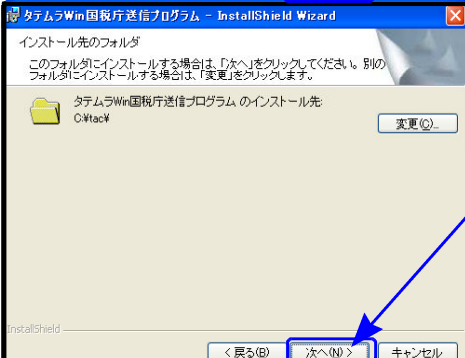 タテムラWin国税庁送信プログラム - InstallShield Wizard
インストール先のフォルダ
このフォルダにインストールする場合は、「次へ」をクリックしてください。別の
フォルダにインストールする場合は、「変更」をクリックします。
タテムラWin国税庁送信プログラム のインストール先:
C:¥tac¥
変更(C)...
InstallShield
< 戻る(B)
次へ(N) >
キャンセル